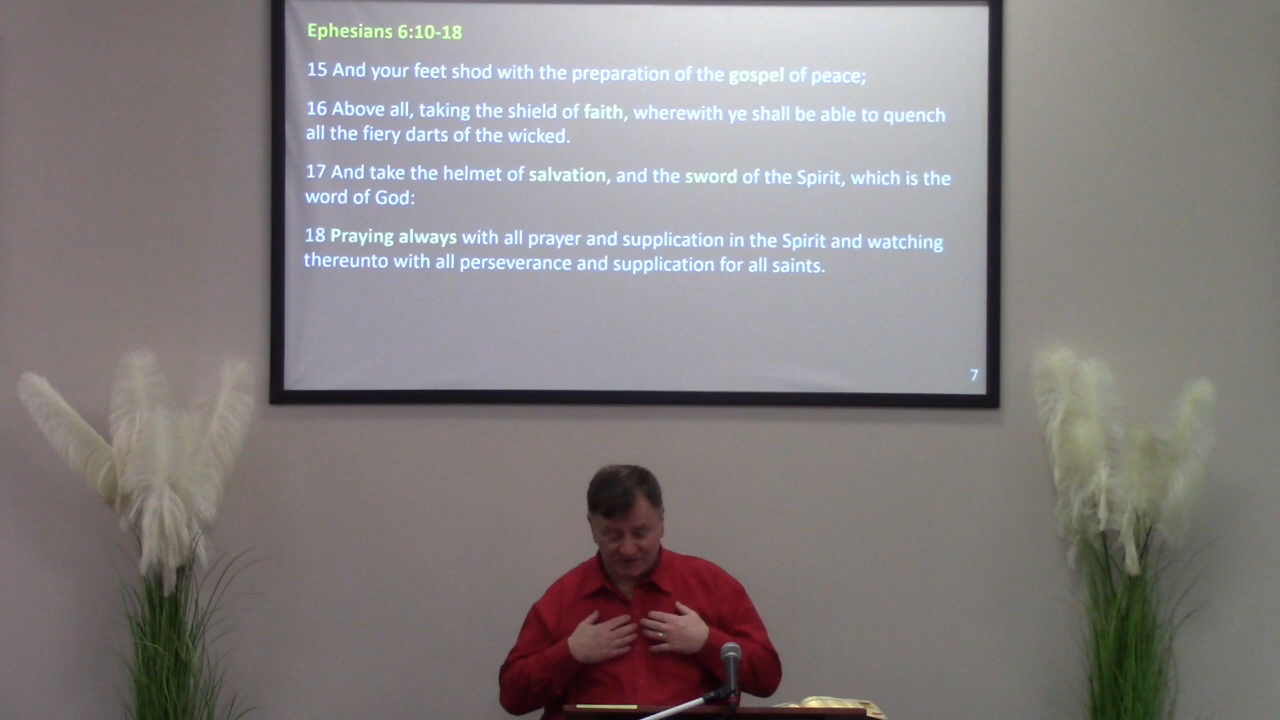 Ephesians 6:10-18
15 And your feet shod with the preparation of the gospel of peace;
16 Above all, taking the shield of faith, wherewith ye shall be able to quench
all the fiery darts of the wicked.
17 And take the helmet of salvation, and the sword of the Spirit, which is the
word of God:
18 Praying always with all prayer and supplication in the Spirit and watching
thereunto with all perseverance and supplication for all saints.
7